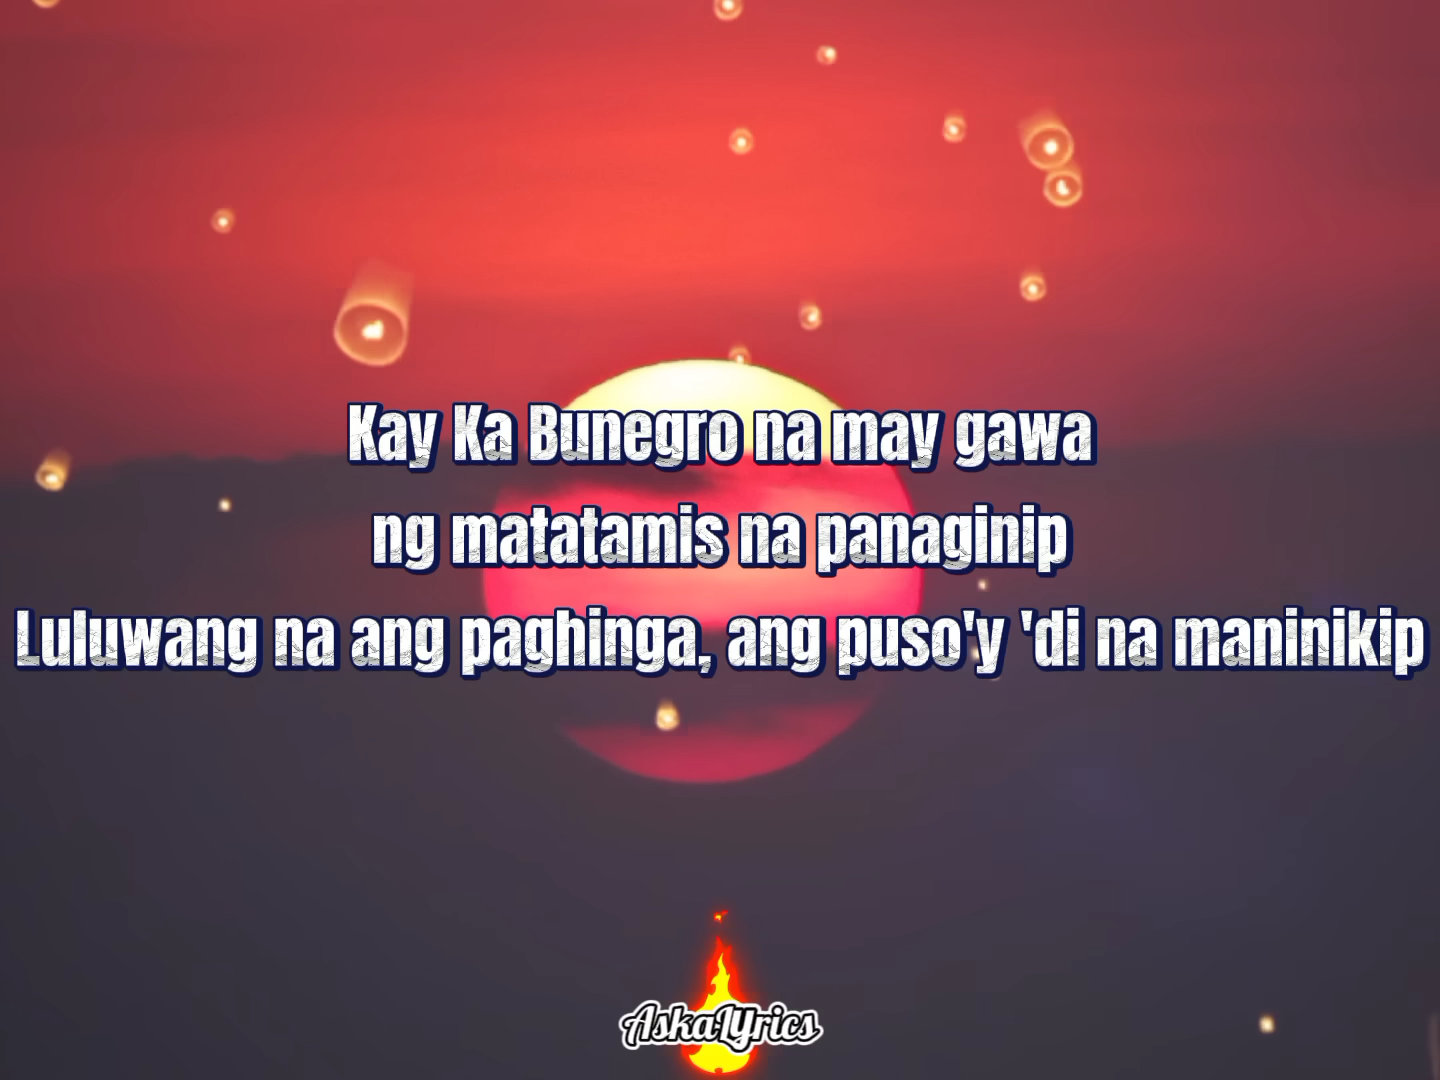 Kay Ka Bunegro na may gawa
ng matatamis na panaginip
Luluwang na ang paghinga, ang puso'y 'di na maninikip
AskaLyrics